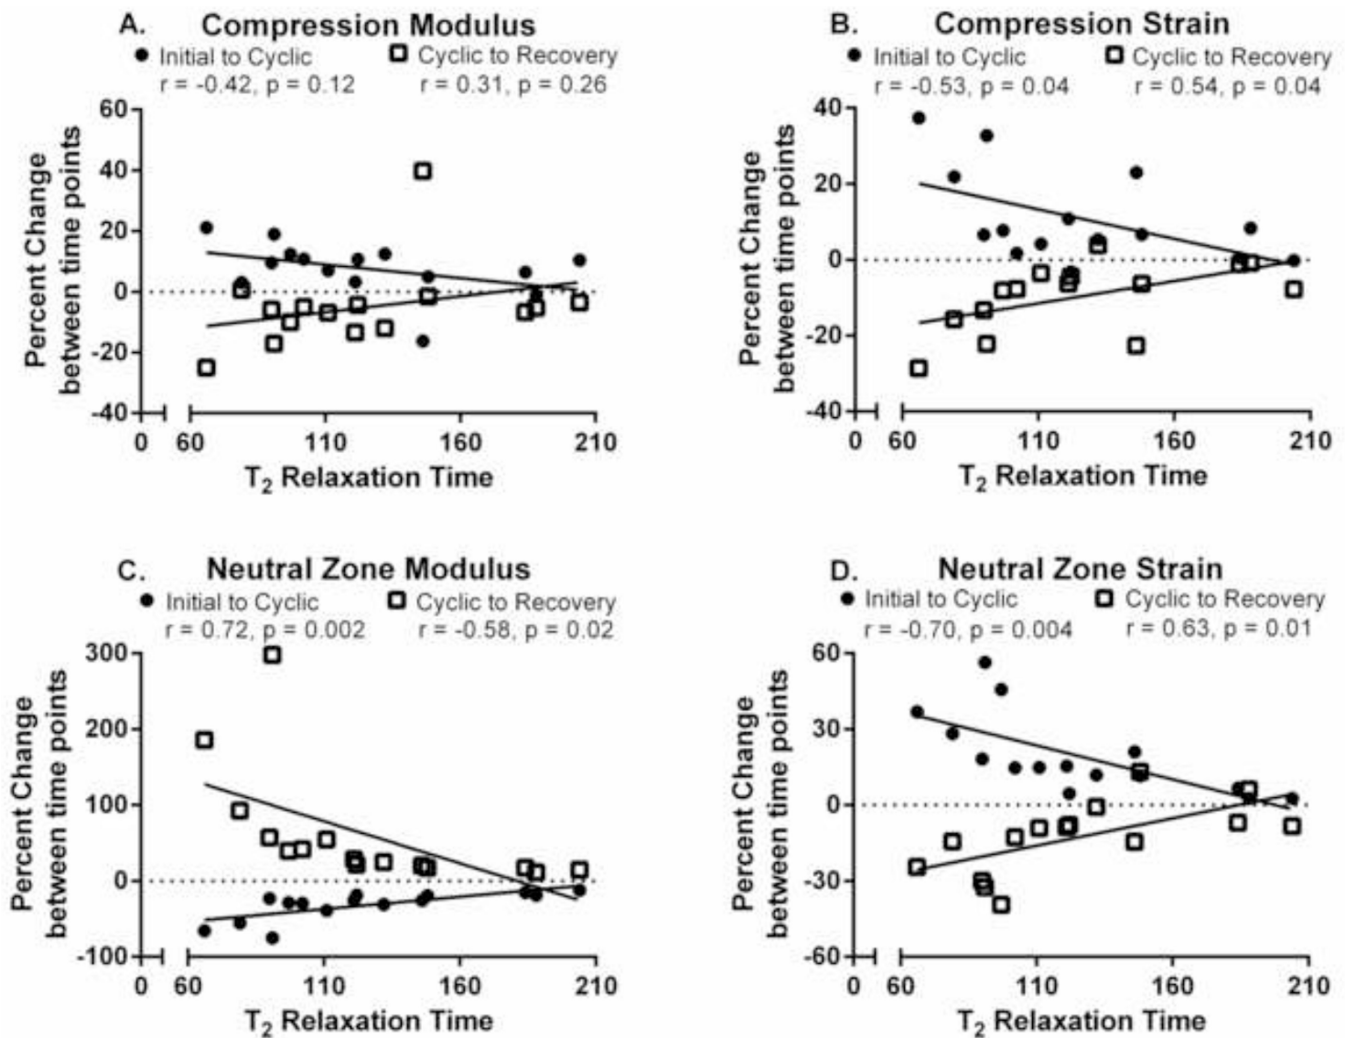 A. Compression Modulus
● Initial to Cyclic □ Cyclic to Recovery
r = -0.42, p = 0.12 r = 0.31, p = 0.26
Percent Change
between time points
60
40
20
0
-20
-40
0 60 110 160 210
T₂ Relaxation Time
B. Compression Strain
● Initial to Cyclic □ Cyclic to Recovery
r = -0.53, p = 0.04 r = 0.54, p = 0.04
Percent Change
between time points
40
20
0
-20
-40
0 60 110 160 210
T₂ Relaxation Time
C. Neutral Zone Modulus
● Initial to Cyclic □ Cyclic to Recovery
r = 0.72, p = 0.002 r = -0.58, p = 0.02
Percent Change
between time points
300
200
100
0
-100
0 60 110 160 210
T₂ Relaxation Time
D. Neutral Zone Strain
● Initial to Cyclic □ Cyclic to Recovery
r = -0.70, p = 0.004 r = 0.63, p = 0.01
Percent Change
between time points
60
30
0
-30
-60
0 60 110 160 210
T₂ Relaxation Time